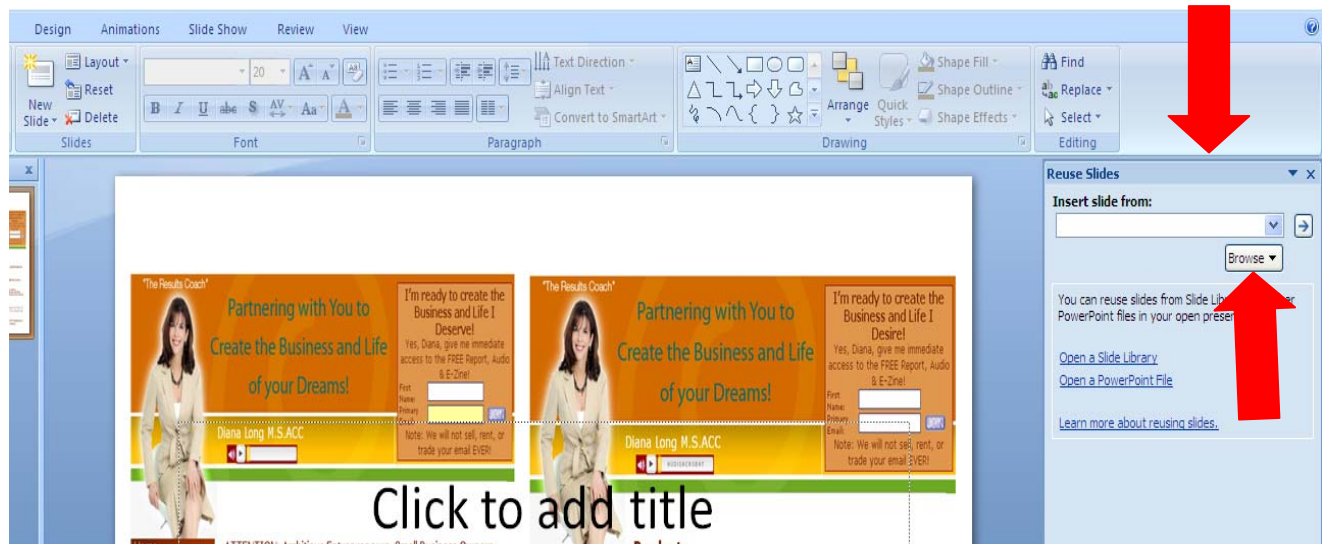 Design Animations Slide Show Review View
Layout
Reset
New
Slide
Delete
Slides
20 A A
B I U abc S AV Aa A
Font
Text Direction
Align Text
Convert to SmartArt
Paragraph
Arrange
Quick
Styles
Shape Fill
Shape Outline
Shape Effects
Drawing
Find
Replace
Select
Editing
"The Results Coach"
Partnering with You to
Create the Business and Life
of your Dreams!
Diana Long M.S.ACC
I'm ready to create the
Business and Life I
Deserve!
Yes, Diana, give me immediate
access to the FREE Report, Audio
& E-Zine!
First
Name:
Primary
Email:
Note: We will not sell, rent, or
trade your email EVER!
"The Results Coach"
Partnering with You to
Create the Business and Life
of your Dreams!
Diana Long M.S.ACC
I'm ready to create the
Business and Life I
Desire!
Yes, Diana, give me immediate
access to the FREE Report, Audio
& E-Zine!
First
Name:
Primary
Email:
Note: We will not sell, rent, or
trade your email EVER!
Click to add title
Reuse Slides
Insert slide from:
Browse
You can reuse slides from Slide
PowerPoint files in your open
Open a Slide Library
Open a PowerPoint File
Learn more about reusing slides.